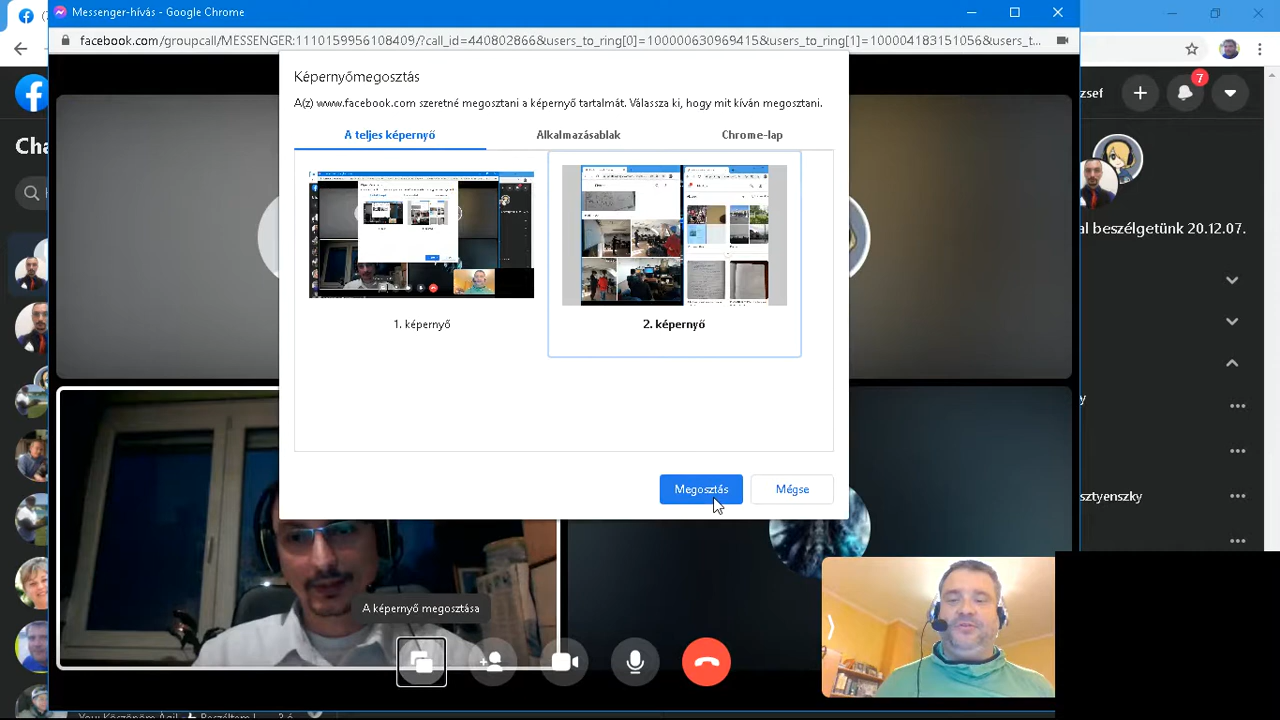 Messenger-hívás - Google Chrome
facebook.com/groupcall/MESSENGER:1110159956108409/?call_id=440802866&users_to_ring[0]=100000630969415&users_to_ring[1]=100004183151056&users_t...
Képernyőmegosztás
A(z) www.facebook.com szeretné megosztani a képernyő tartalmát. Válassza ki, hogy mit kíván megosztani.
A teljes képernyő
Alkalmazásablak
Chrome-lap
1. képernyő
2. képernyő
Megosztás
Mégse
A képernyő megosztása
Cha
7
zsef
al beszélgetünk 20.12.07.
y
sztyenszky